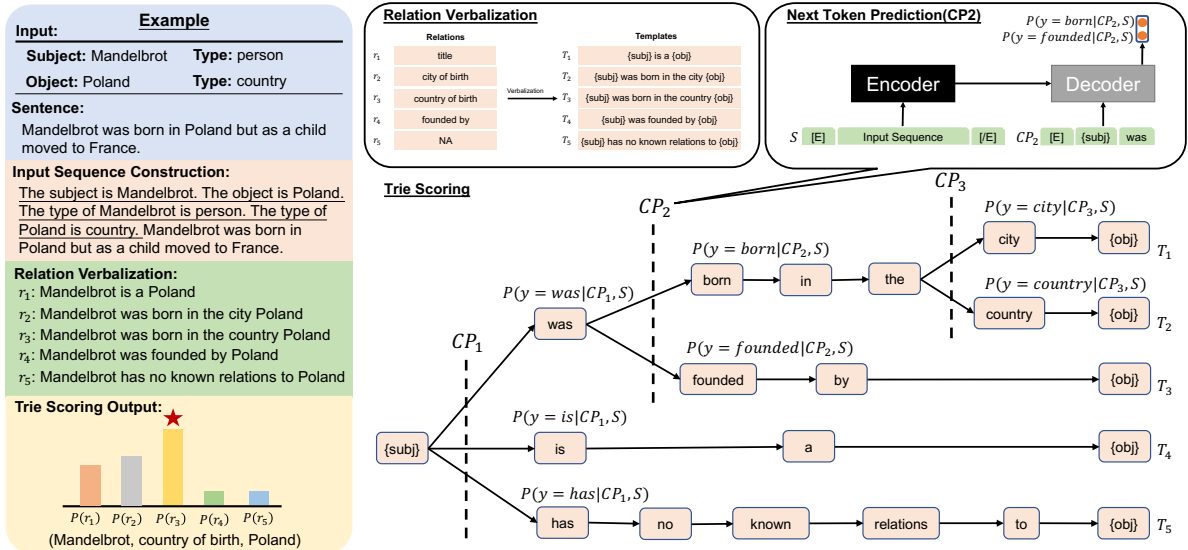 Example
Input:
Subject: Mandelbrot Type: person
Object: Poland Type: country
Sentence:
Mandelbrot was born in Poland but as a child
moved to France.
Input Sequence Construction:
The subject is Mandelbrot. The object is Poland.
The type of Mandelbrot is person. The type of
Poland is country. Mandelbrot was born in
Poland but as a child moved to France.
Relation Verbalization:
r₁: Mandelbrot is a Poland
r₂: Mandelbrot was born in the city Poland
r₃: Mandelbrot was born in the country Poland
r₄: Mandelbrot was founded by Poland
r₅: Mandelbrot has no known relations to Poland
Trie Scoring Output:
P(r₁) P(r₂) P(r₃) P(r₄) P(r₅)
(Mandelbrot, country of birth, Poland)
Relation Verbalization
Relations Templates
r₁ title T₁ {subj} is a {obj}
r₂ city of birth T₂ {subj} was born in the city {obj}
Verbalization
r₃ country of birth T₃ {subj} was born in the country {obj}
r₄ founded by T₄ {subj} was founded by {obj}
r₅ NA T₅ {subj} has no known relations to {obj}
Next Token Prediction(CP2)
P(y = born|CP₂, S)
P(y = founded|CP₂, S)
Encoder Decoder
S [E] Input Sequence [/E] CP₂ [E] {subj} was
Trie Scoring
CP₁ CP₂ CP₃
P(y = city|CP₃, S)
city {obj} T₁
P(y = born|CP₂, S)
born in the
P(y = country|CP₃, S)
country {obj} T₂
P(y = was|CP₁, S)
was
P(y = founded|CP₂, S)
founded by {obj} T₃
P(y = is|CP₁, S)
{subj} is a {obj} T₄
P(y = has|CP₁, S)
has no known relations to {obj} T₅